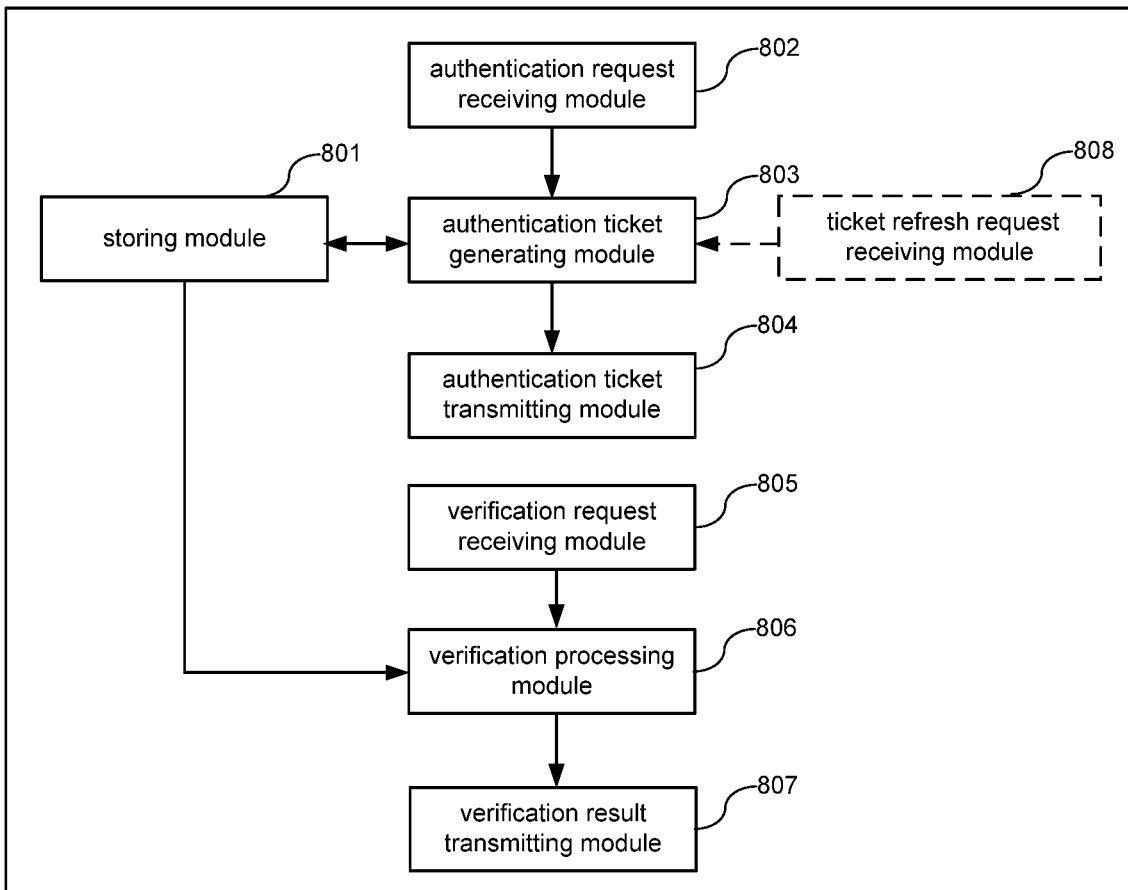 802
authentication request
receiving module
801
803
808
storing module
authentication ticket
generating module
ticket refresh request
receiving module
804
authentication ticket
transmitting module
805
verification request
receiving module
806
verification processing
module
807
verification result
transmitting module